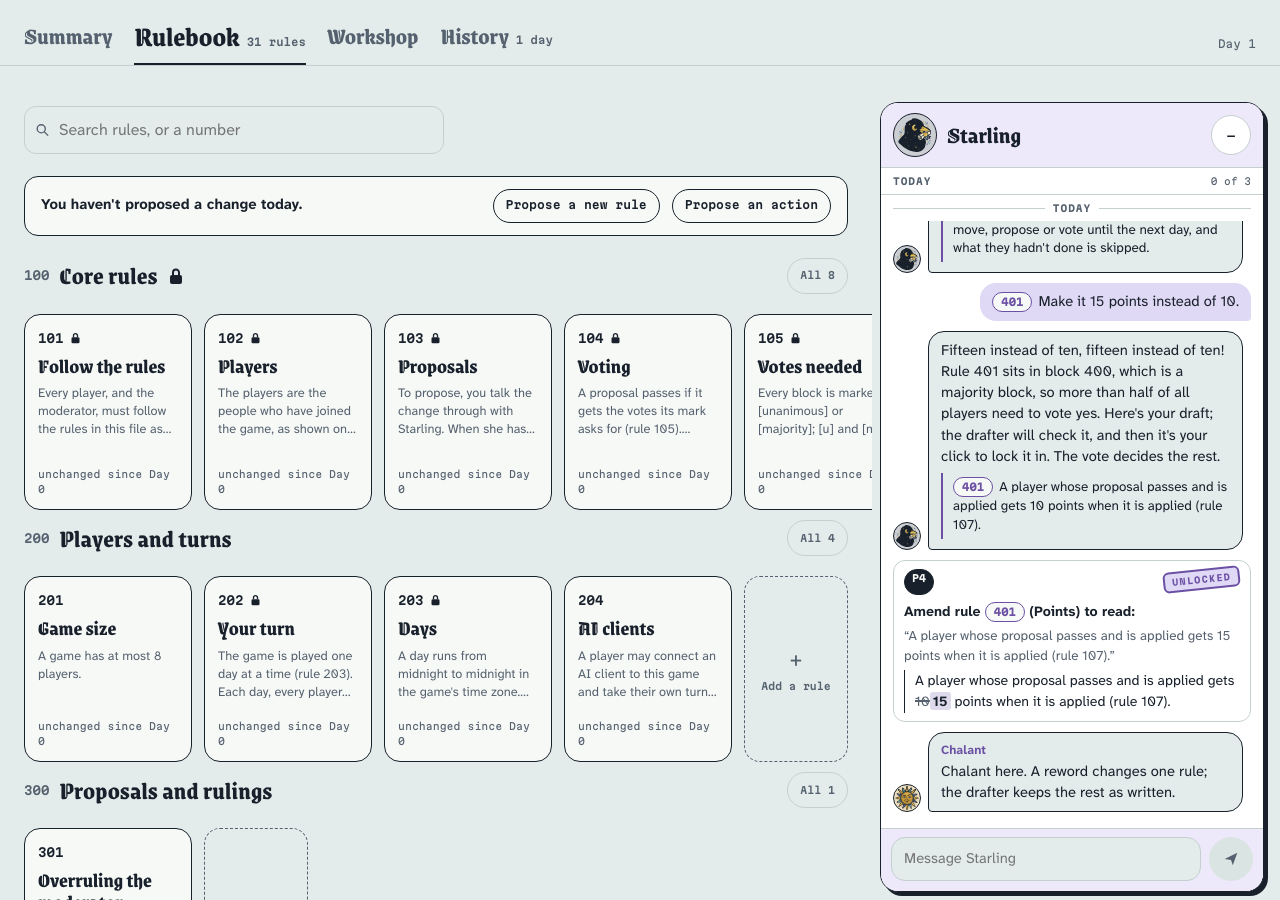 Summary
Rulebook 31 rules
Workshop
History 1 day
Day 1
Search rules, or a number
You haven't proposed a change today.
Propose a new rule
Propose an action
100 Core rules
All 8
101
Follow the rules
Every player, and the
moderator, must follow
the rules in this file as...
unchanged since Day
0
102
Players
The players are the
people who have joined
the game, as shown on...
unchanged since Day
0
103
Proposals
To propose, you talk the
change through with
Starling. When she has...
unchanged since Day
0
104
Voting
A proposal passes if it
gets the votes its mark
asks for (rule 105)....
unchanged since Day
0
105
Votes needed
Every block is marke
[unanimous] or
[majority]; [u] and [m
unchanged since D
0
200 Players and turns
All 4
201
Game size
A game has at most 8
players.
unchanged since Day
0
202
Your turn
The game is played one
day at a time (rule 203).
Each day, every player...
unchanged since Day
0
203
Days
A day runs from
midnight to midnight in
the game's time zone....
unchanged since Day
0
204
AI clients
A player may connect an
AI client to this game
and take their own turn...
unchanged since Day
0
+
Add a rule
300 Proposals and rulings
All 1
301
Overruling the
Starling
–
TODAY
0 of 3
TODAY
move, propose or vote until the next day, and
what they hadn't done is skipped.
401 Make it 15 points instead of 10.
Fifteen instead of ten, fifteen instead of ten!
Rule 401 sits in block 400, which is a
majority block, so more than half of all
players need to vote yes. Here's your draft;
the drafter will check it, and then it's your
click to lock it in. The vote decides the rest.
401 A player whose proposal passes and is
applied gets 10 points when it is applied (rule
107).
P4
UNLOCKED
Amend rule 401 (Points) to read:
“A player whose proposal passes and is applied gets 15
points when it is applied (rule 107).”
A player whose proposal passes and is applied gets
10 15 points when it is applied (rule 107).
Chalant
Chalant here. A reword changes one rule;
the drafter keeps the rest as written.
Message Starling